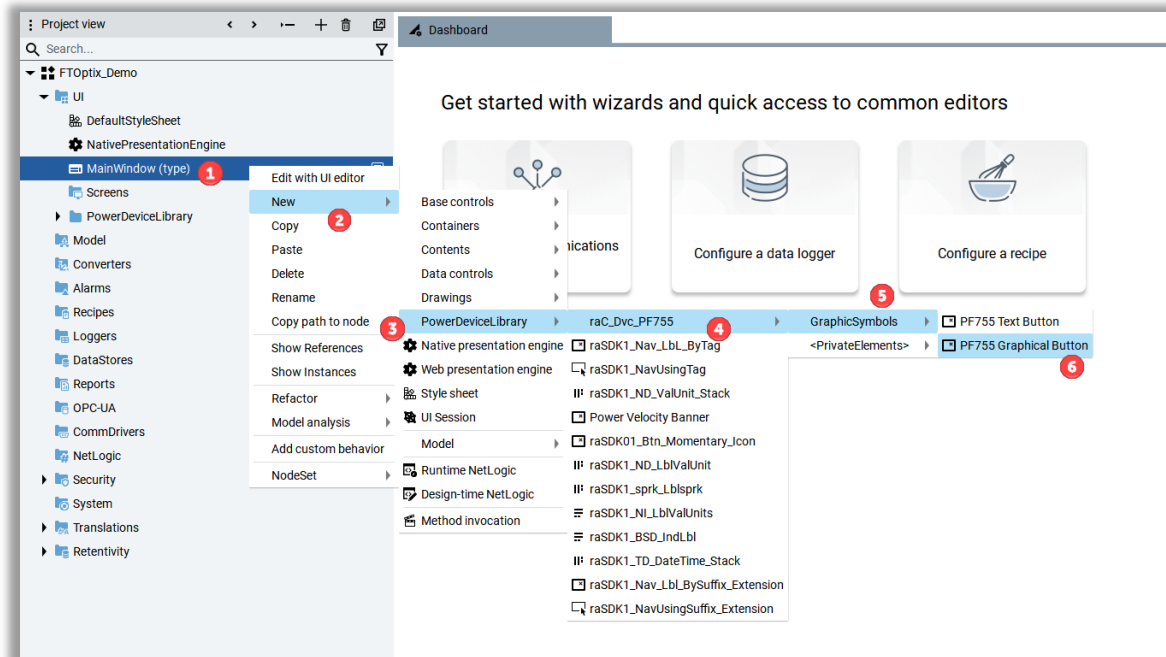 Project view
Dashboard
Search...
FTOptix_Demo
UI
DefaultStyleSheet
NativePresentationEngine
MainWindow (type)
1
Screens
PowerDeviceLibrary
Model
Converters
Alarms
Recipes
Loggers
DataStores
Reports
OPC-UA
CommDrivers
NetLogic
Security
System
Translations
Retentivity
Get started with wizards and quick access to common editors
nications
Configure a data logger
Configure a recipe
Edit with UI editor
New
2
Copy
Paste
Delete
Rename
Copy path to node
Show References
Show Instances
Refactor
Model analysis
Add custom behavior
NodeSet
Base controls
Containers
Contents
Data controls
Drawings
3
PowerDeviceLibrary
Native presentation engine
Web presentation engine
Style sheet
UI Session
Model
Runtime NetLogic
Design-time NetLogic
Method invocation
raC_Dvc_PF755
4
raSDK1_Nav_LbL_ByTag
raSDK1_NavUsingTag
raSDK1_ND_ValUnit_Stack
Power Velocity Banner
raSDK01_Btn_Momentary_Icon
raSDK1_ND_LblValUnit
raSDK1_sprk_Lblsprk
raSDK1_NI_LblValUnits
raSDK1_BSD_IndLbl
raSDK1_TD_DateTime_Stack
raSDK1_Nav_Lbl_BySuffix_Extension
raSDK1_NavUsingSuffix_Extension
5
GraphicSymbols
<PrivateElements>
PF755 Text Button
PF755 Graphical Button
6